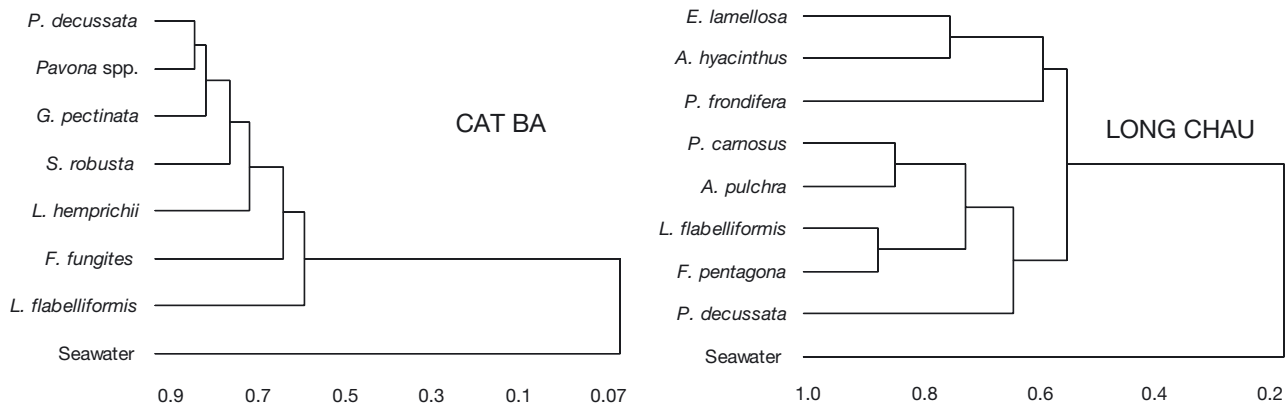 P. decussata
Pavona spp.
G. pectinata
S. robusta
L. hemprichii
F. fungites
L. flabelliformis
Seawater
CAT BA
0.9 0.7 0.5 0.3 0.1 0.07
E. lamellosa
A. hyacinthus
P. frondifera
P. carnosus
A. pulchra
L. flabelliformis
F. pentagona
P. decussata
Seawater
LONG CHAU
1.0 0.8 0.6 0.4 0.2